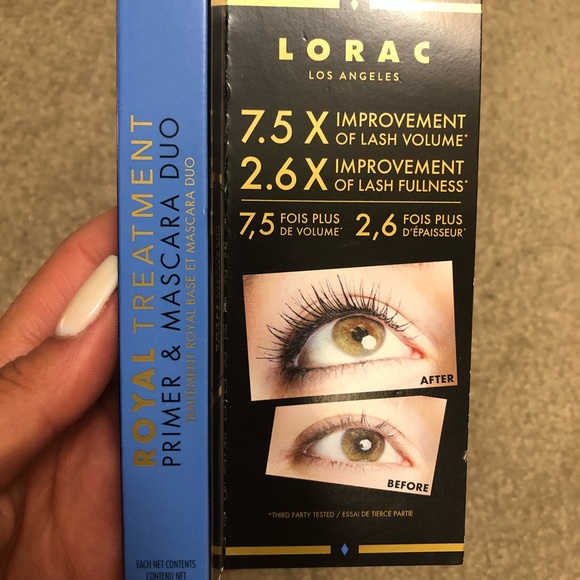 ROYAL TREATMENT
PRIMER & MASCARA DUO
TRAITEMENT ROYAL BASE ET MASCARA DUO
EACH NET CONTENTS
CONTENU NET
LORAC
LOS ANGELES
7.5 X IMPROVEMENT OF LASH VOLUME*
2.6 X IMPROVEMENT OF LASH FULLNESS*
7,5 FOIS PLUS DE VOLUME*
2,6 FOIS PLUS D'ÉPAISSEUR*
AFTER
BEFORE
*THIRD PARTY TESTED / ESSAI DE TIERCE PARTIE